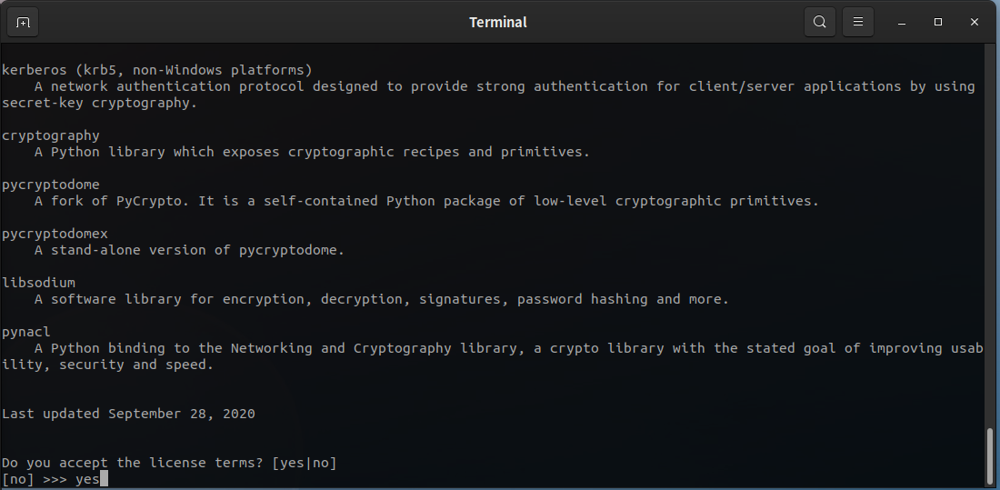 Terminal
kerberos (krb5, non-Windows platforms)
A network authentication protocol designed to provide strong authentication for client/server applications by using
secret-key cryptography.
cryptography
A Python library which exposes cryptographic recipes and primitives.
pycryptodome
A fork of PyCrypto. It is a self-contained Python package of low-level cryptographic primitives.
pycryptodomex
A stand-alone version of pycryptodome.
libsodium
A software library for encryption, decryption, signatures, password hashing and more.
pynacl
A Python binding to the Networking and Cryptography library, a crypto library with the stated goal of improving usab
ility, security and speed.
Last updated September 28, 2020
Do you accept the license terms? [yes|no]
[no] >>> yes